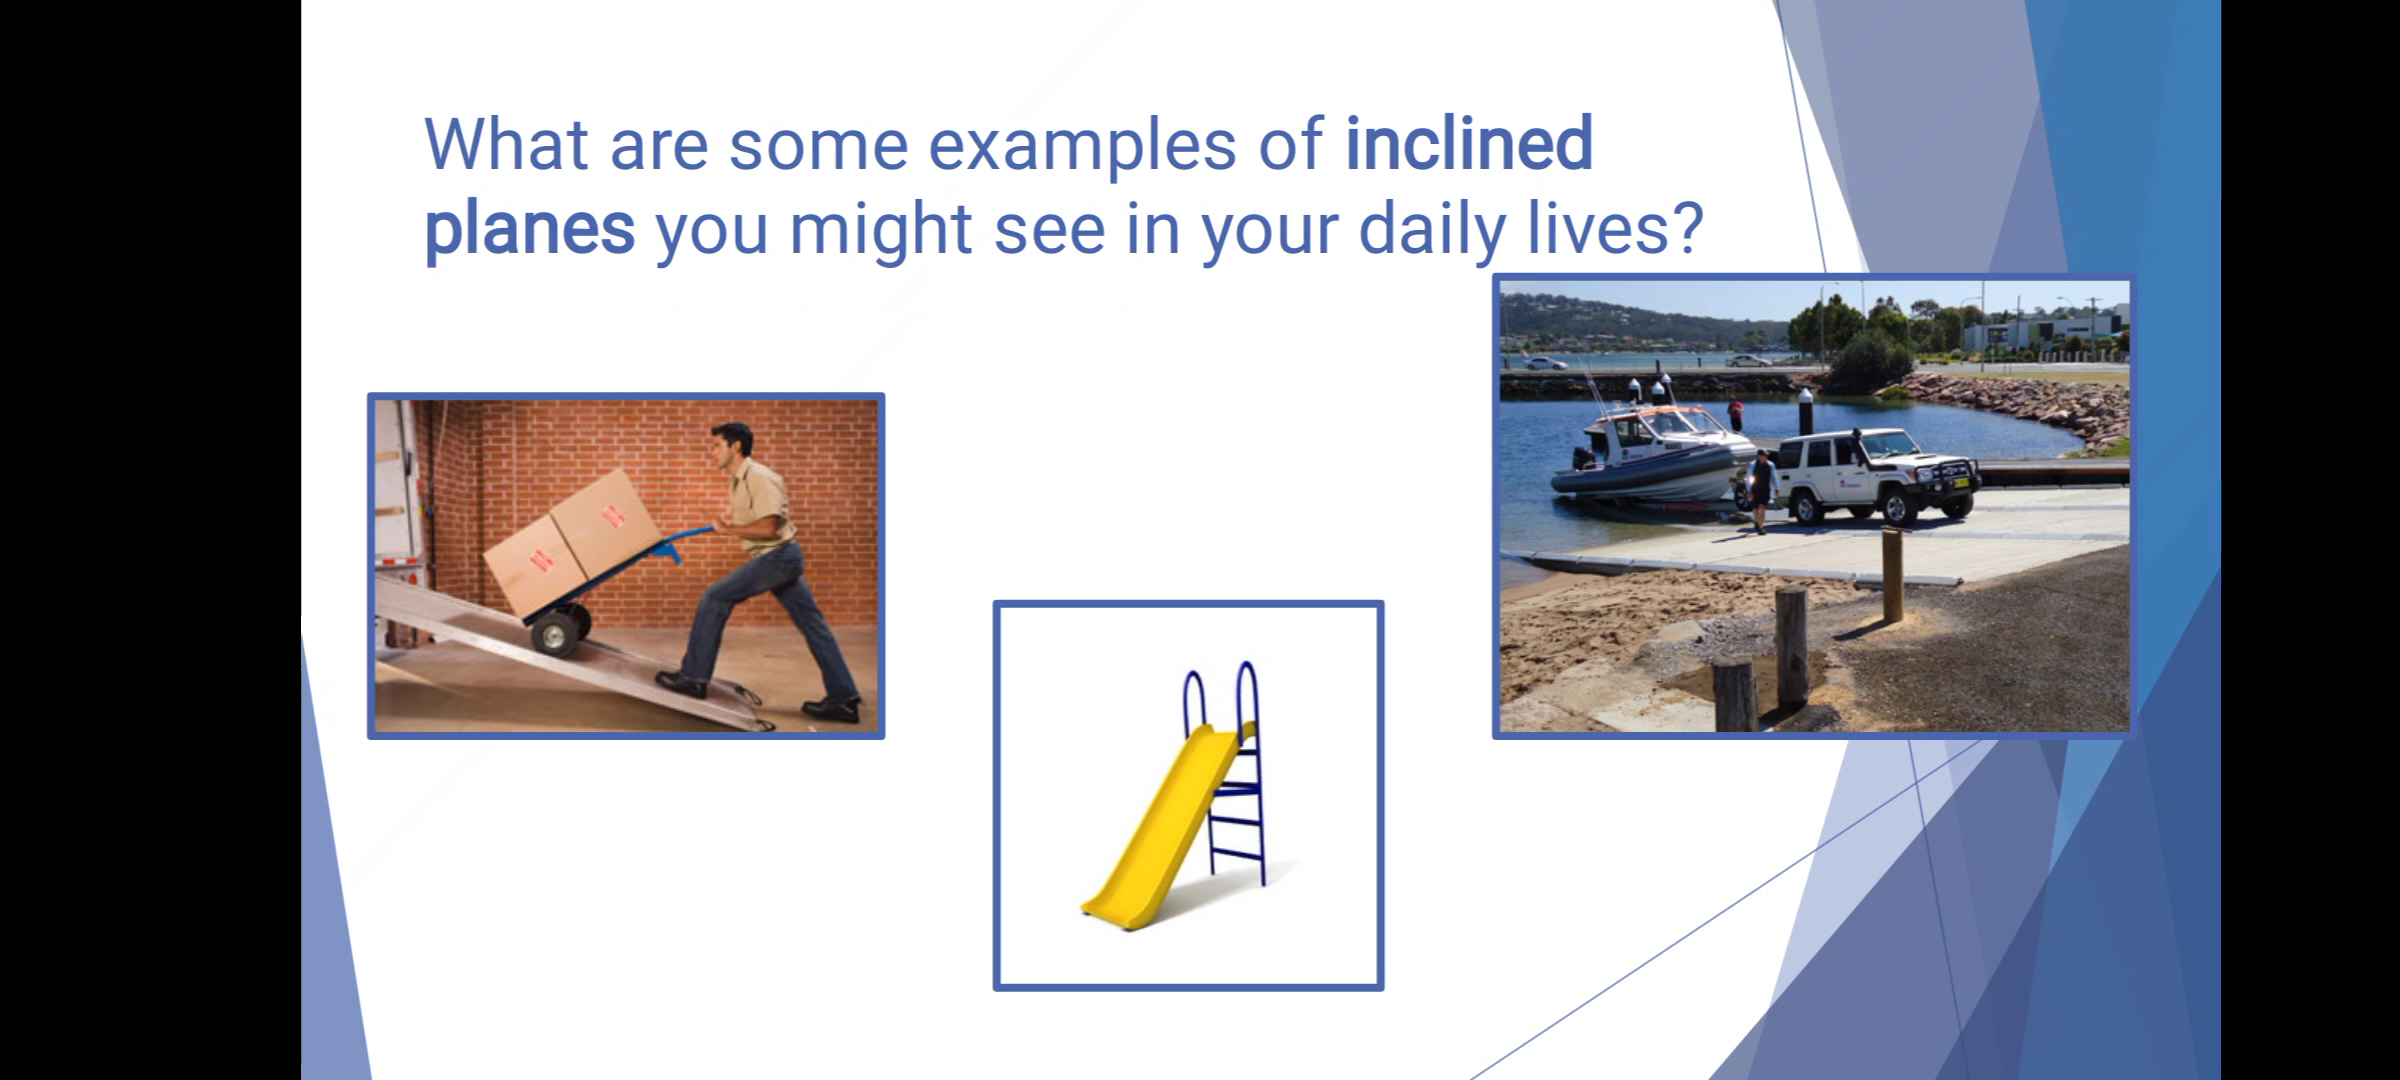 What are some examples of inclined
planes you might see in your daily lives?